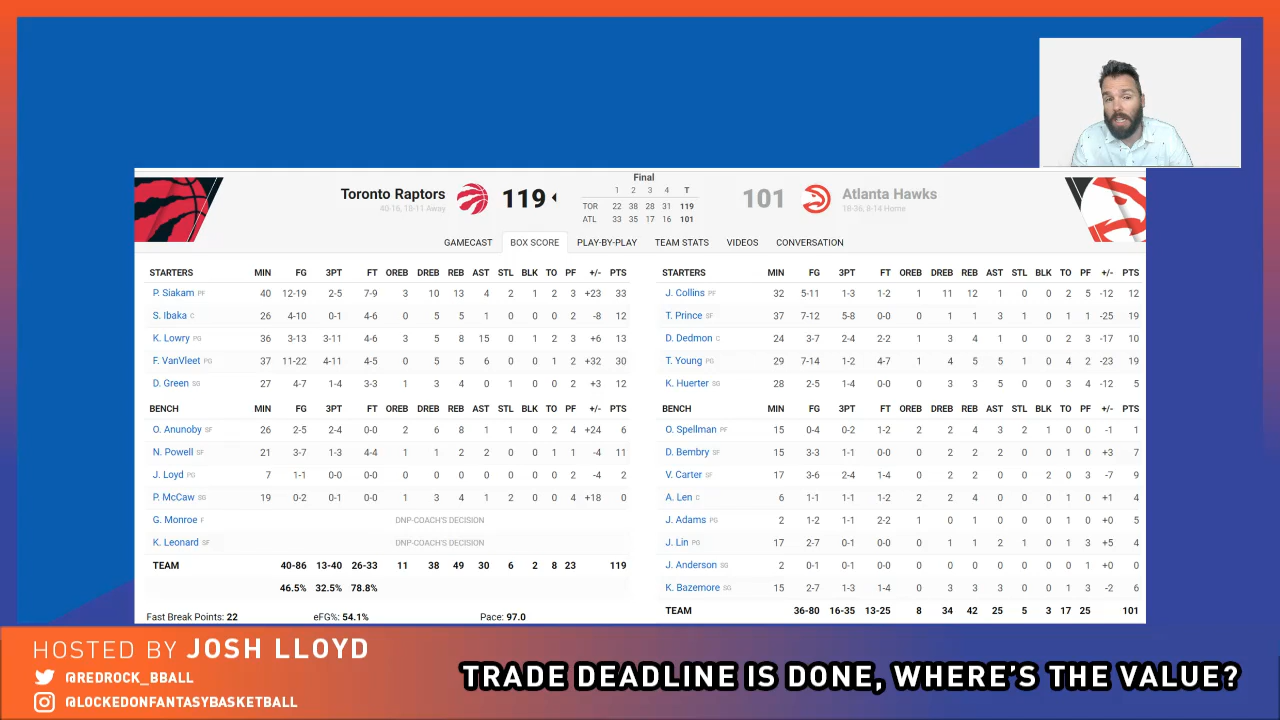 Final
Toronto Raptors 119 1 2 3 4 T 101 Atlanta Hawks
40-16, 18-11 Away TOR 22 38 28 31 119 18-36, 8-14 Home
ATL 33 35 17 16 101
GAMECAST BOX SCORE PLAY-BY-PLAY TEAM STATS VIDEOS CONVERSATION
STARTERS MIN FG 3PT FT OREB DREB REB AST STL BLK TO PF +/- PTS
P. Siakam PF 40 12-19 2-5 7-9 3 10 13 4 2 1 2 3 +23 33
S. Ibaka C 26 4-10 0-1 4-6 0 5 5 1 0 0 0 2 -8 12
K. Lowry PG 36 3-13 3-11 4-6 3 5 8 15 0 1 2 3 +6 13
F. VanVleet PG 37 11-22 4-11 4-5 0 5 5 6 0 0 1 2 +32 30
D. Green SG 27 4-7 1-4 3-3 1 3 4 0 1 0 0 2 +3 12
BENCH MIN FG 3PT FT OREB DREB REB AST STL BLK TO PF +/- PTS
O. Anunoby SF 26 2-5 2-4 0-0 2 6 8 1 1 0 2 4 +24 6
N. Powell SF 21 3-7 1-3 4-4 1 1 2 2 0 0 1 1 -4 11
J. Loyd PG 7 1-1 0-0 0-0 0 0 0 0 0 0 0 2 -4 2
P. McCaw SG 19 0-2 0-1 0-0 1 3 4 1 2 0 0 4 +18 0
G. Monroe F DNP-COACH'S DECISION
K. Leonard SF DNP-COACH'S DECISION
TEAM 40-86 13-40 26-33 11 38 49 30 6 2 8 23 119
46.5% 32.5% 78.8%
Fast Break Points: 22 eFG%: 54.1% Pace: 97.0
STARTERS MIN FG 3PT FT OREB DREB REB AST STL BLK TO PF +/- PTS
J. Collins PF 32 5-11 1-3 1-2 1 11 12 1 0 0 2 5 -12 12
T. Prince SF 37 7-12 5-8 0-0 0 1 1 3 1 0 1 1 -25 19
D. Dedmon C 24 3-7 2-4 2-2 1 3 4 1 0 0 2 3 -17 10
T. Young PG 29 7-14 1-2 4-7 1 4 5 5 1 0 4 2 -23 19
K. Huerter SG 28 2-5 1-4 0-0 0 3 3 5 0 0 3 4 -12 5
BENCH MIN FG 3PT FT OREB DREB REB AST STL BLK TO PF +/- PTS
O. Spellman PF 15 0-4 0-2 1-2 2 2 4 3 2 1 0 0 -1 1
D. Bembry SF 15 3-3 1-1 0-0 0 2 2 2 0 0 1 2 +3 7
V. Carter SF 17 3-6 2-4 1-4 0 2 2 2 0 2 0 3 -7 9
A. Len C 6 1-1 1-1 1-2 2 2 4 0 0 0 1 0 +1 4
J. Adams PG 2 1-2 1-1 2-2 1 0 1 0 0 0 1 0 +0 5
J. Lin PG 17 2-7 0-1 0-0 0 1 1 2 1 0 1 3 +5 4
J. Anderson SG 2 0-1 0-1 0-0 0 0 0 0 0 0 1 0 +0 0
K. Bazemore SG 15 2-7 1-3 1-4 0 3 3 3 0 0 1 3 -2 6
TEAM 36-80 16-35 13-25 8 34 42 25 5 3 17 25 101
HOSTED BY JOSH LLOYD
@REDROCK_BBALL
@LOCKEDONFANTASYBASKETBALL
TRADE DEADLINE IS DONE, WHERE'S THE VALUE?